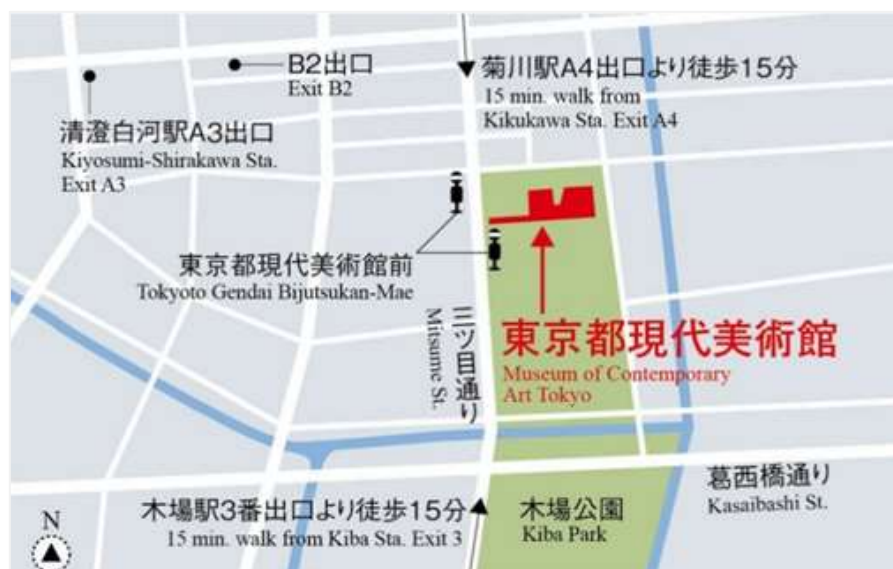 B2出口
Exit B2
菊川駅A4出口より徒歩15分
15 min. walk from
Kikukawa Sta. Exit A4
清澄白河駅A3出口
Kiyosumi-Shirakawa Sta.
Exit A3
東京都現代美術館前
Tokyoto Gendai Bijutsukan-Mae
三ツ目通り
Mitsume St.
東京都現代美術館
Museum of Contemporary
Art Tokyo
葛西橋通り
Kasaibashi St.
木場駅3番出口より徒歩15分
15 min. walk from Kiba Sta. Exit 3
木場公園
Kiba Park
N